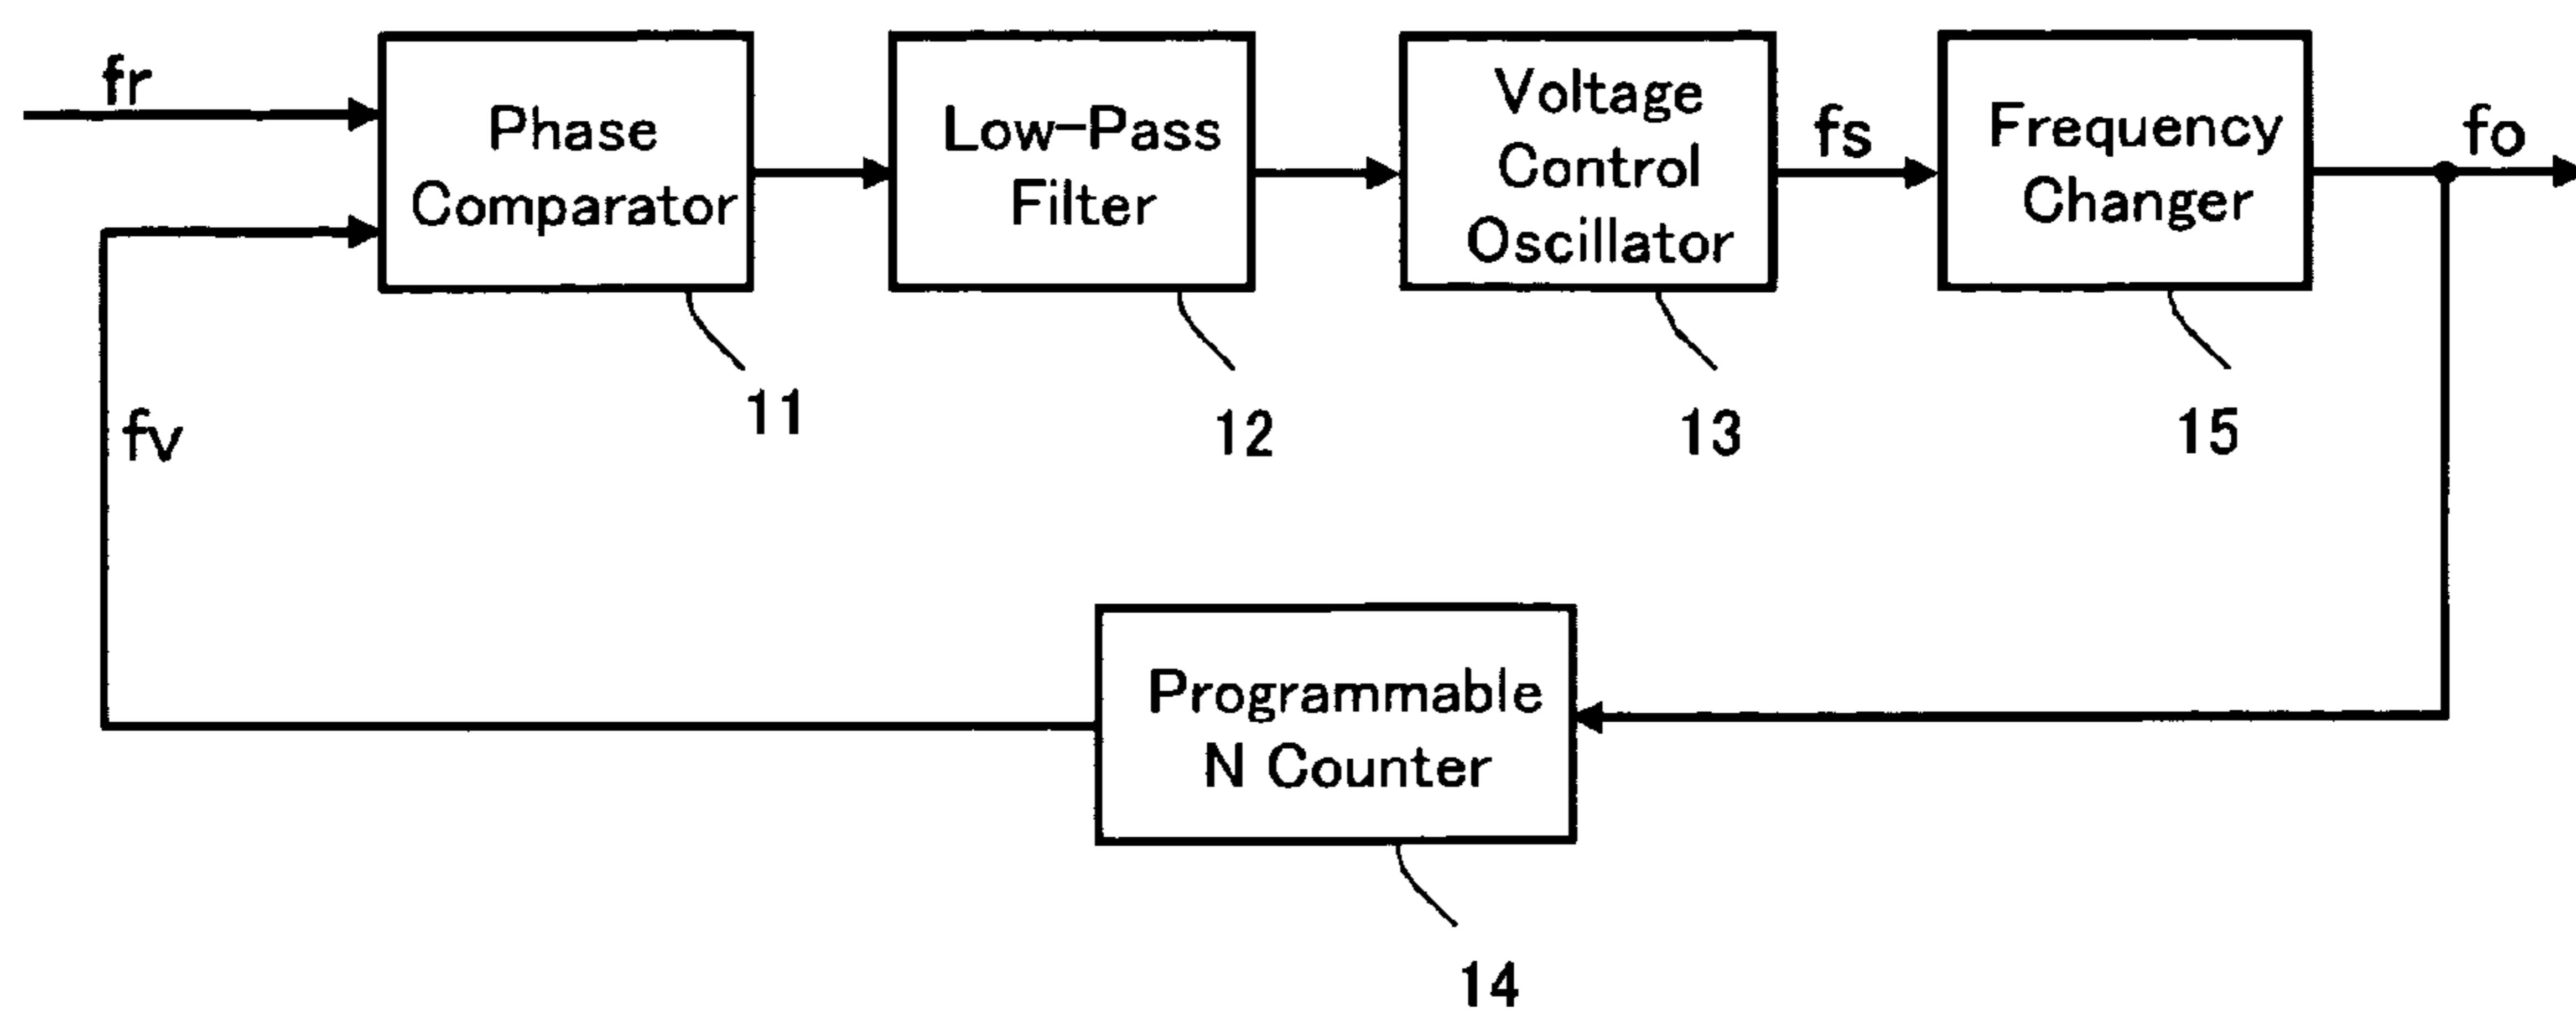 fr
Phase
Comparator
Low-Pass
Filter
Voltage
Control
Oscillator
fs
Frequency
Changer
fo
11
12
13
15
fv
Programmable
N Counter
14